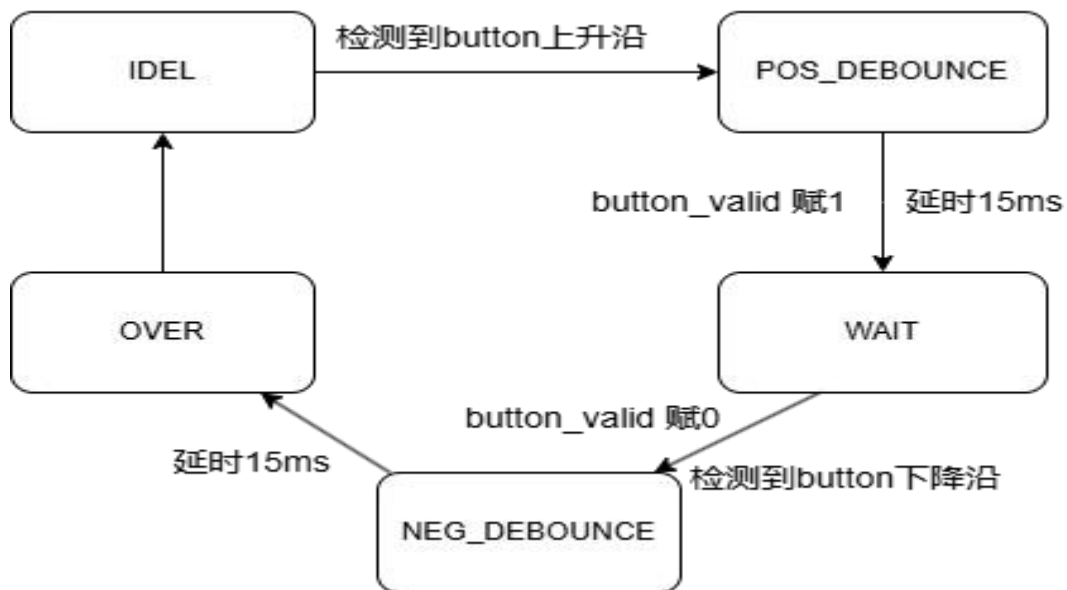 IDEL
检测到button上升沿
POS_DEBOUNCE
button_valid 赋1
延时15ms
WAIT
OVER
button_valid 赋0
检测到button下降沿
延时15ms
NEG_DEBOUNCE